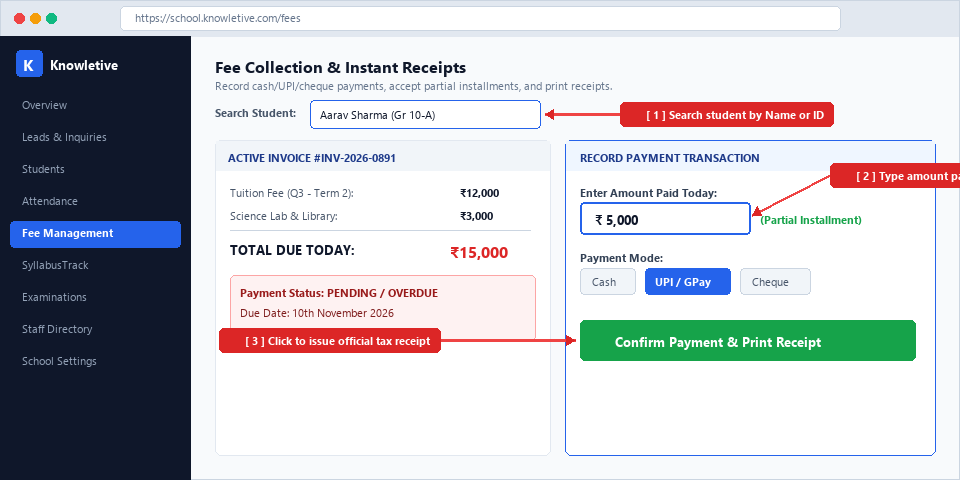 https://school.knowletive.com/fees
K Knowletive
Overview
Leads & Inquiries
Students
Attendance
Fee Management
SyllabusTrack
Examinations
Staff Directory
School Settings
Fee Collection & Instant Receipts
Record cash/UPI/cheque payments, accept partial installments, and print receipts.
Search Student: Aarav Sharma (Gr 10-A)
[ 1 ] Search student by Name or ID
ACTIVE INVOICE #INV-2026-0891
Tuition Fee (Q3 - Term 2): ₹12,000
Science Lab & Library: ₹3,000
TOTAL DUE TODAY: ₹15,000
Payment Status: PENDING / OVERDUE
Due Date: 10th November 2026
[ 3 ] Click to issue official tax receipt
RECORD PAYMENT TRANSACTION
[ 2 ] Type amount
Enter Amount Paid Today:
₹ 5,000 (Partial Installment)
Payment Mode:
Cash UPI / GPay Cheque
Confirm Payment & Print Receipt